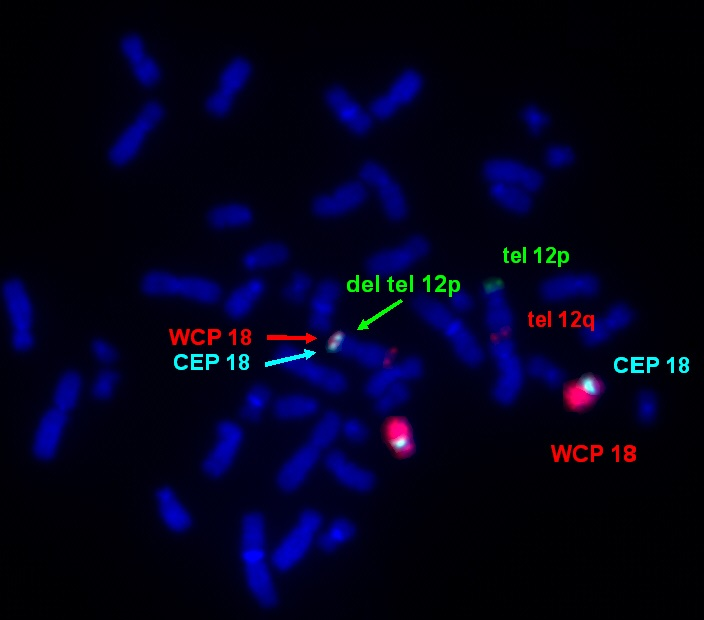 tel 12p
del tel 12p
tel 12q
WCP 18
CEP 18
CEP 18
WCP 18